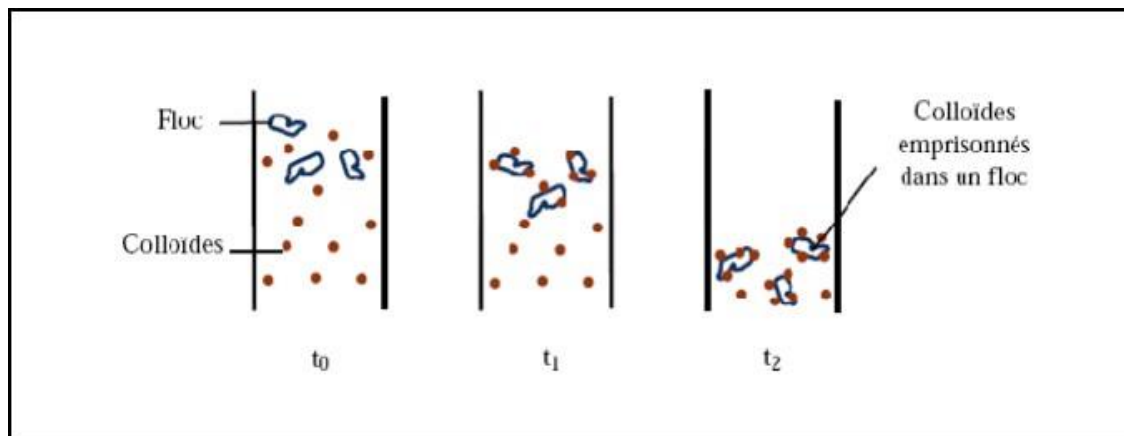 Floc
Colloïdes
Colloïdes
emprisonnés
dans un floc
t0
t1
t2